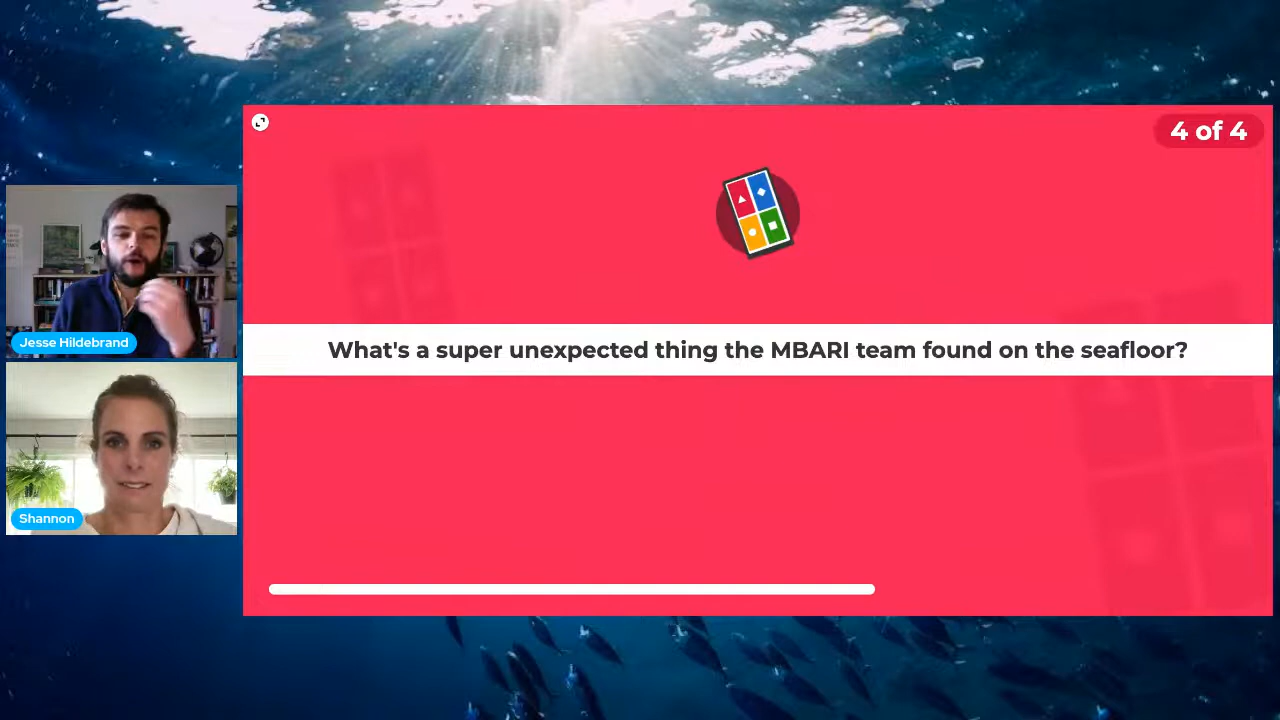 4 of 4
Jesse Hildebrand
What's a super unexpected thing the MBARI team found on the seafloor?
Shannon